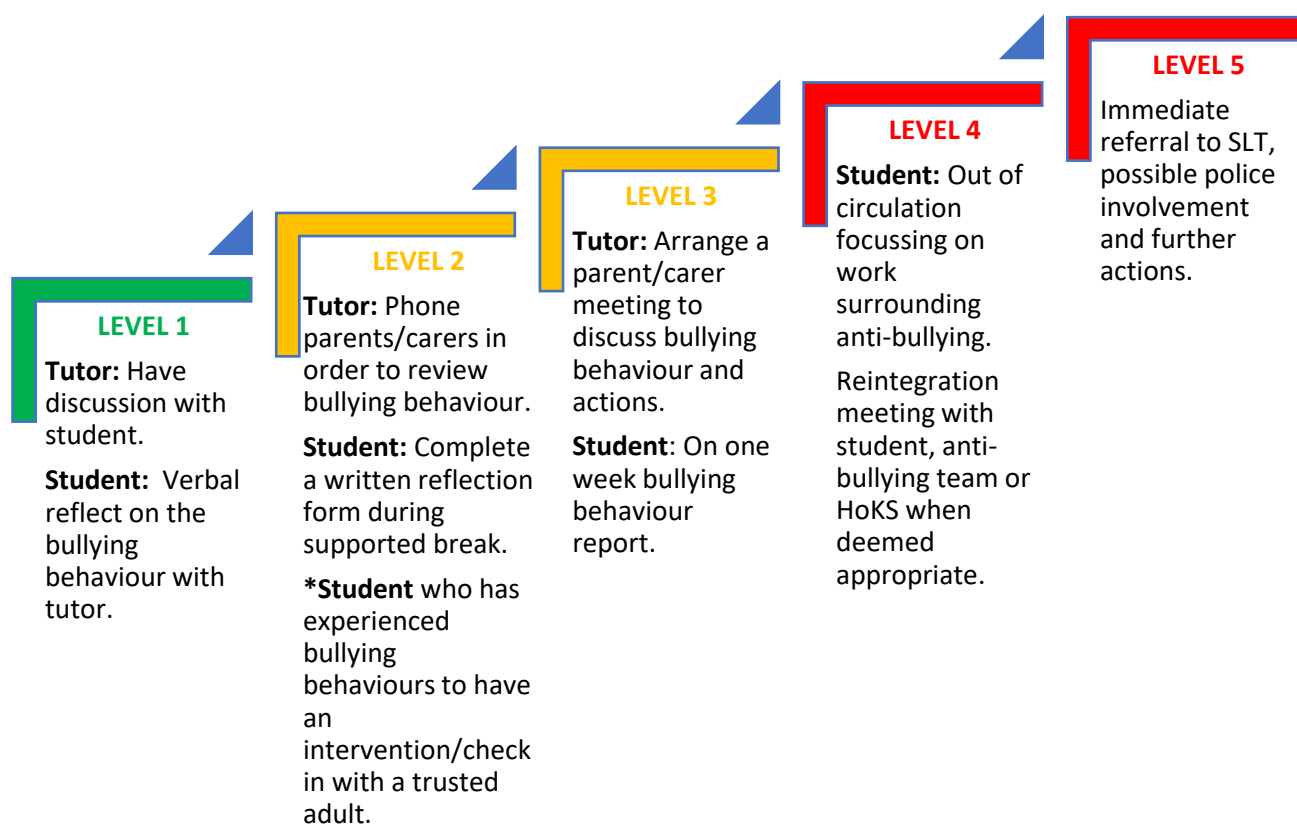 LEVEL 1
Tutor: Have
discussion with
student.
Student:  Verbal
reflect on the
bullying
behaviour with
tutor.
LEVEL 2
Tutor: Phone
parents/carers in
order to review
bullying behaviour.
Student: Complete
a written reflection
form during
supported break.
*Student who has
experienced
bullying
behaviours to have
an
intervention/check
in with a trusted
adult.
LEVEL 3
Tutor: Arrange a
parent/carer
meeting to
discuss bullying
behaviour and
actions.
Student: On one
week bullying
behaviour
report.
LEVEL 4
Student: Out of
circulation
focussing on
work
surrounding
anti-bullying.
Reintegration
meeting with
student, anti-
bullying team or
HoKS when
deemed
appropriate.
LEVEL 5
Immediate
referral to SLT,
possible police
involvement
and further
actions.